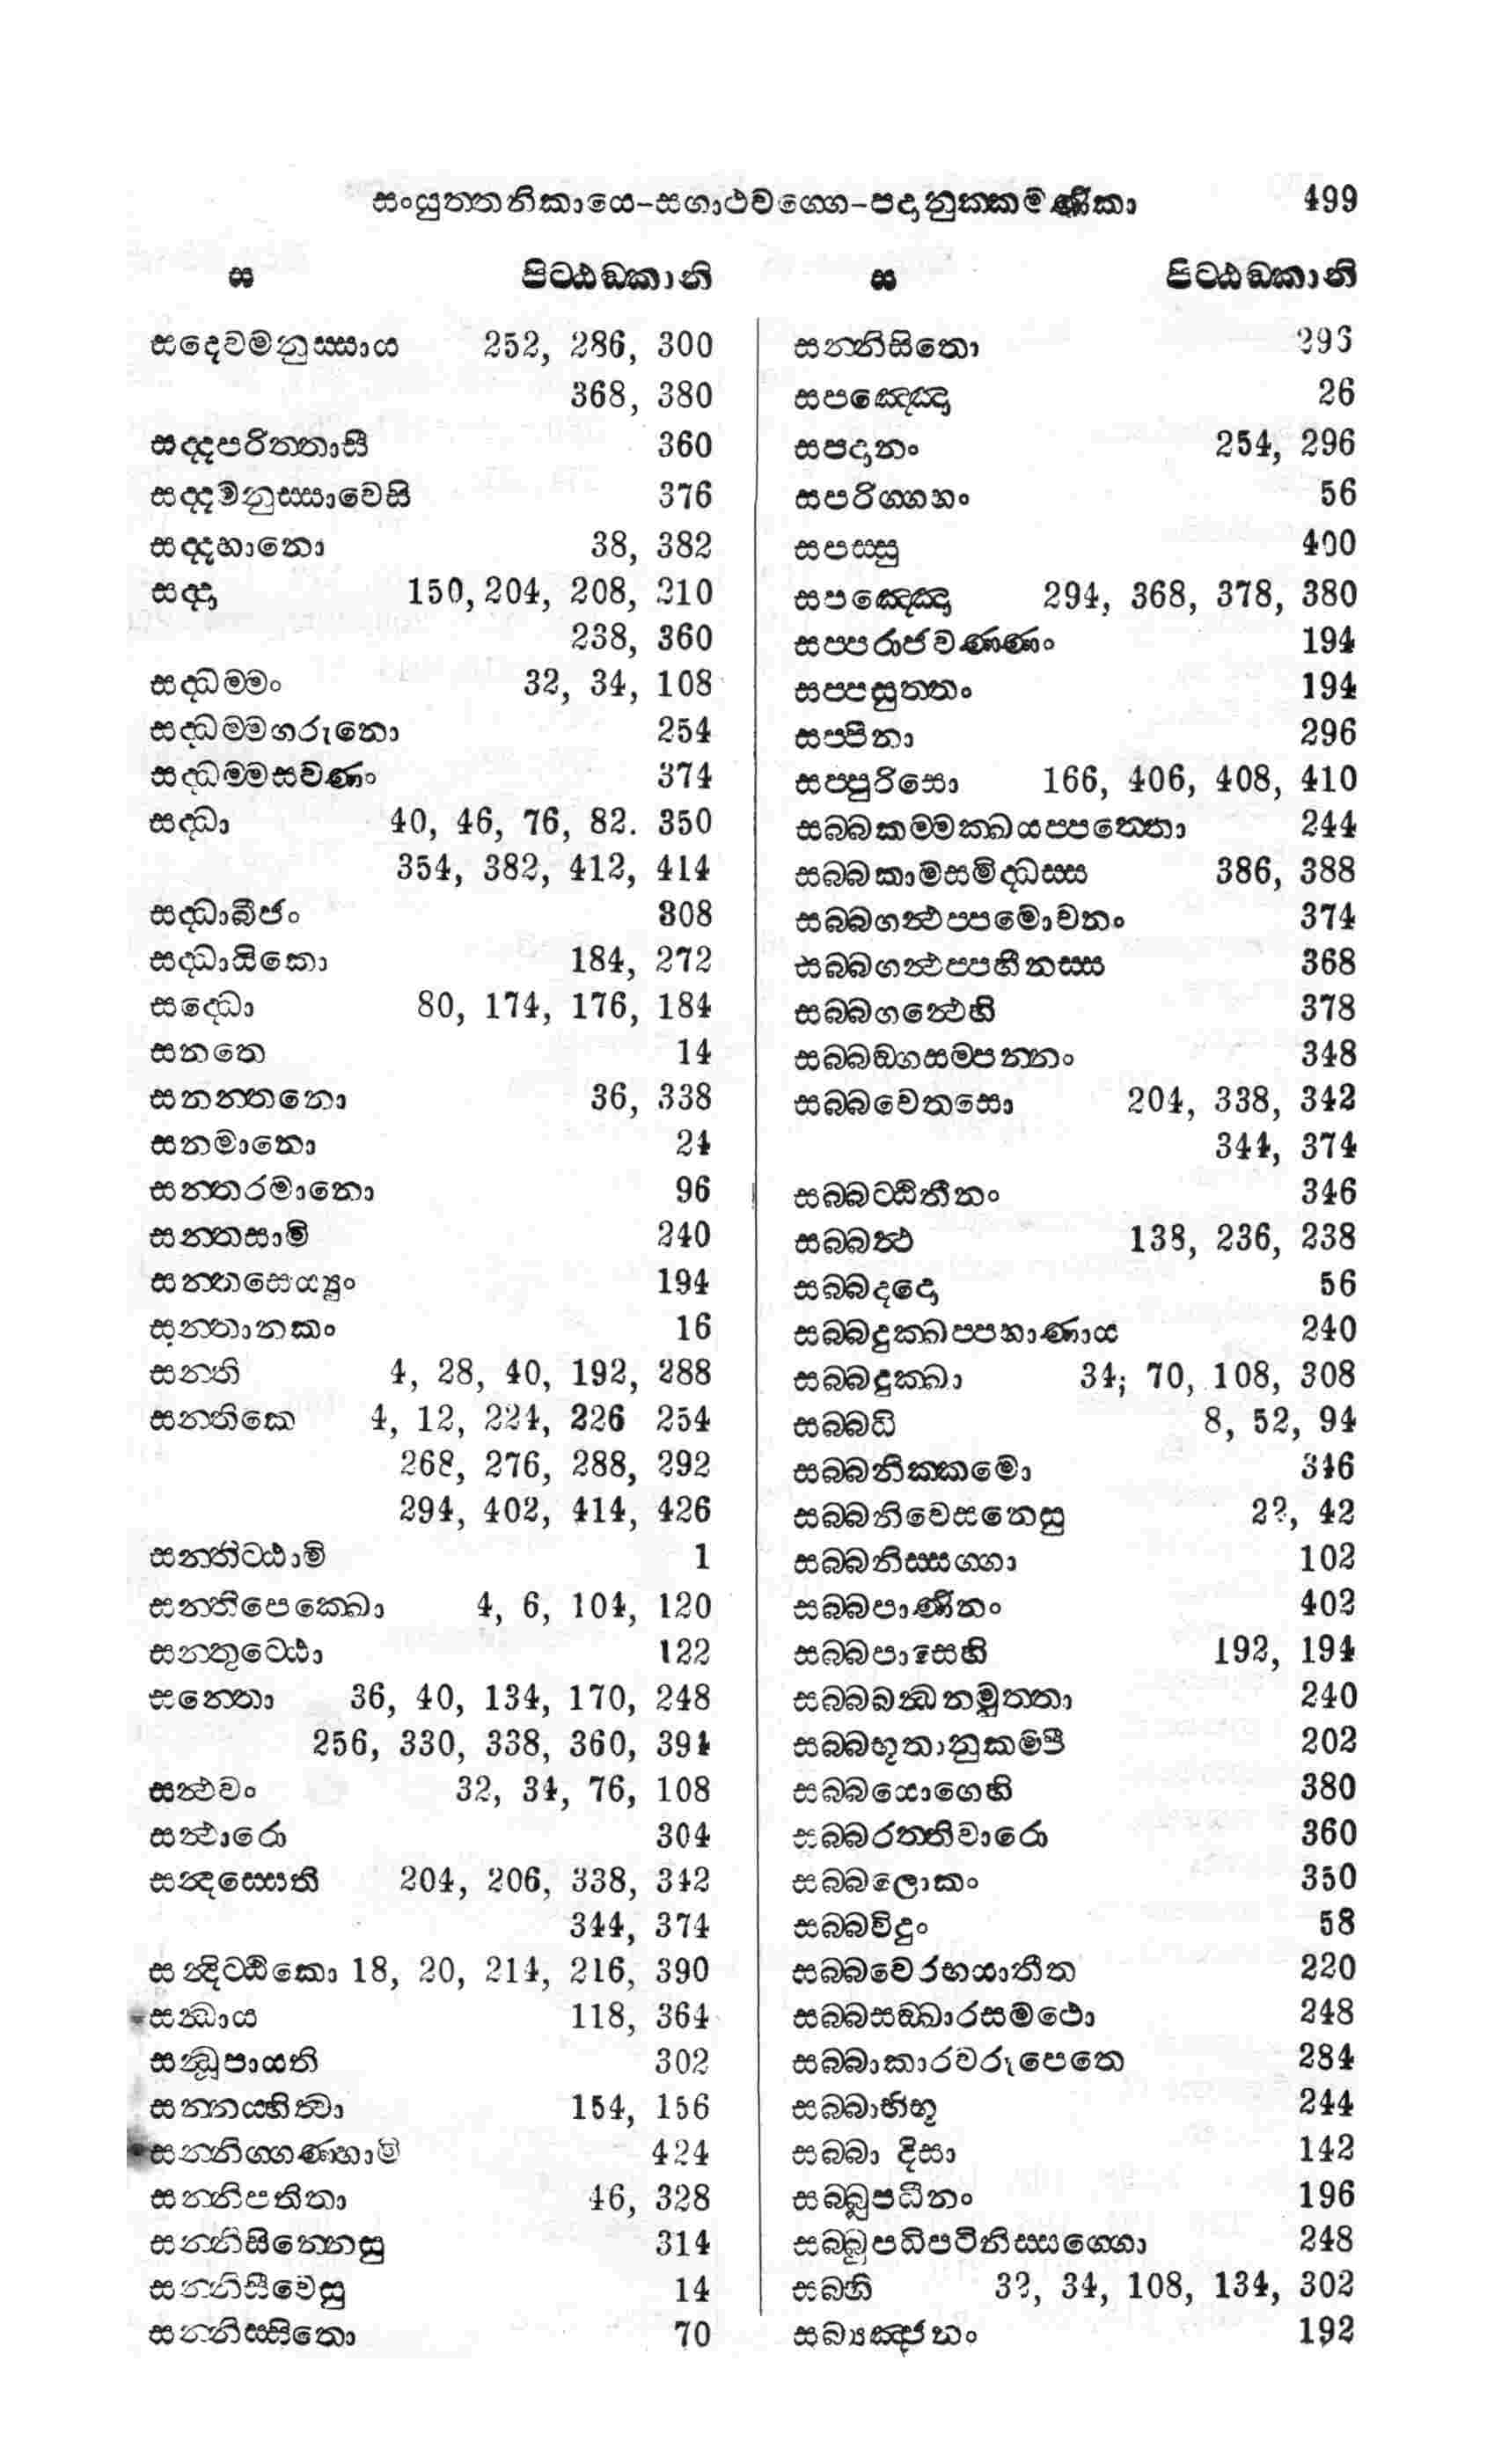 සංයුත්තනිකායෙ-සගාථවග්ගෙ-පදානුක්කමණිකා 499
ස පිට්ඨඞ්කානි
සදෙවමනුස්සාය 252, 286, 300
368, 380
සද්දපරිත්තාසී 360
සද්දමනුස්සාවෙසි 376
සද්දහානො 38, 382
සද්දා 150, 204, 208, 210
238, 360
සද්ධම්මං 32, 34, 108
සද්ධම්මගරුනො 254
සද්ධම්මසවණං 374
සද්ධා 40, 46, 76, 82. 350
354, 382, 412, 414
සද්ධාබීජං 308
සද්ධායිකො 184, 272
සද්ධො 80, 174, 176, 184
සනතෙ 14
සනන්තනො 36, 338
සනමානො 24
සන්තරමානො 96
සන්තසාමි 240
සන්තසෙය්‍යුං 194
සන්තානකං 16
සන්ති 4, 28, 40, 192, 288
සන්තිකෙ 4, 12, 224, 226 254
268, 276, 288, 292
294, 402, 414, 426
සන්තිට්ඨාමි 1
සන්තිපෙක්ඛො 4, 6, 104, 120
සන්තුට්ඨො 122
සන්තො 36, 40, 134, 170, 248
256, 330, 338, 360, 394
සන්ථවං 32, 34, 76, 108
සන්ථාරො 304
සන්දස්සෙති 204, 206, 338, 342
344, 374
සන්දිට්ඨිකො 18, 20, 214, 216, 390
සන්ධාය 118, 364
සන්ධූපායති 302
සන්නය්හිත්වා 154, 156
සන්නිග්ගණ්හාමි 424
සන්නිපතිතා 46, 328
සන්නිසින්නෙසු 314
සන්නිසීවෙසු 14
සන්නිස්සිතො 70
ස පිට්ඨඞ්කානි
සන්නිසිතො
සපඤ්ඤො 26
සපදානං 254, 296
සපරිග්ගහං 56
සපස්සු 400
සපඤ්ඤො 294, 368, 378, 380
සප්පරාජවණ්ණං 194
සප්පසුත්තං 194
සප්පිනා 296
සප්පුරිසො 166, 406, 408, 410
සබ්බකම්මක්ඛයප්පත්තො 244
සබ්බකාමසමිද්ධස්ස 386, 388
සබ්බගන්ථප්පමොචනං 374
සබ්බගන්ථප්පහීනස්ස 368
සබ්බගන්ථෙහි 378
සබ්බඞ්ගසම්පන්නං 348
සබ්බචෙතසො 204, 338, 342
344, 374
සබ්බට්ඨිතීනං 346
සබ්බත්ථ 138, 236, 238
සබ්බදදො 56
සබ්බදුක්ඛප්පහාණාය 240
සබ්බදුක්ඛා 34; 70, 108, 308
සබ්බධි 8, 52, 94
සබ්බනික්කමො 346
සබ්බනිවෙසනෙසු 42
සබ්බනිස්සග්ගා 102
සබ්බපාණිනං 402
සබ්බපාසෙහි 192, 194
සබ්බබන්ධනමුත්තා 240
සබ්බභූතානුකම්පී 202
සබ්බයොගෙහි 380
සබ්බරත්තිවාරො 360
සබ්බලොකං 350
සබ්බවිදුං 58
සබ්බවෙරභයාතීත 220
සබ්බසඞ්ඛාරසමථො 248
සබ්බාකාරවරූපෙතෙ 284
සබ්බාභිභූ 244
සබ්බා දිසා 142
සබ්බුපධීනං 196
සබ්බූපධිපටිනිස්සග්ගො 248
සබ්භි 32, 34, 108, 134, 302
සබ්‍යඤ්ජනං 192